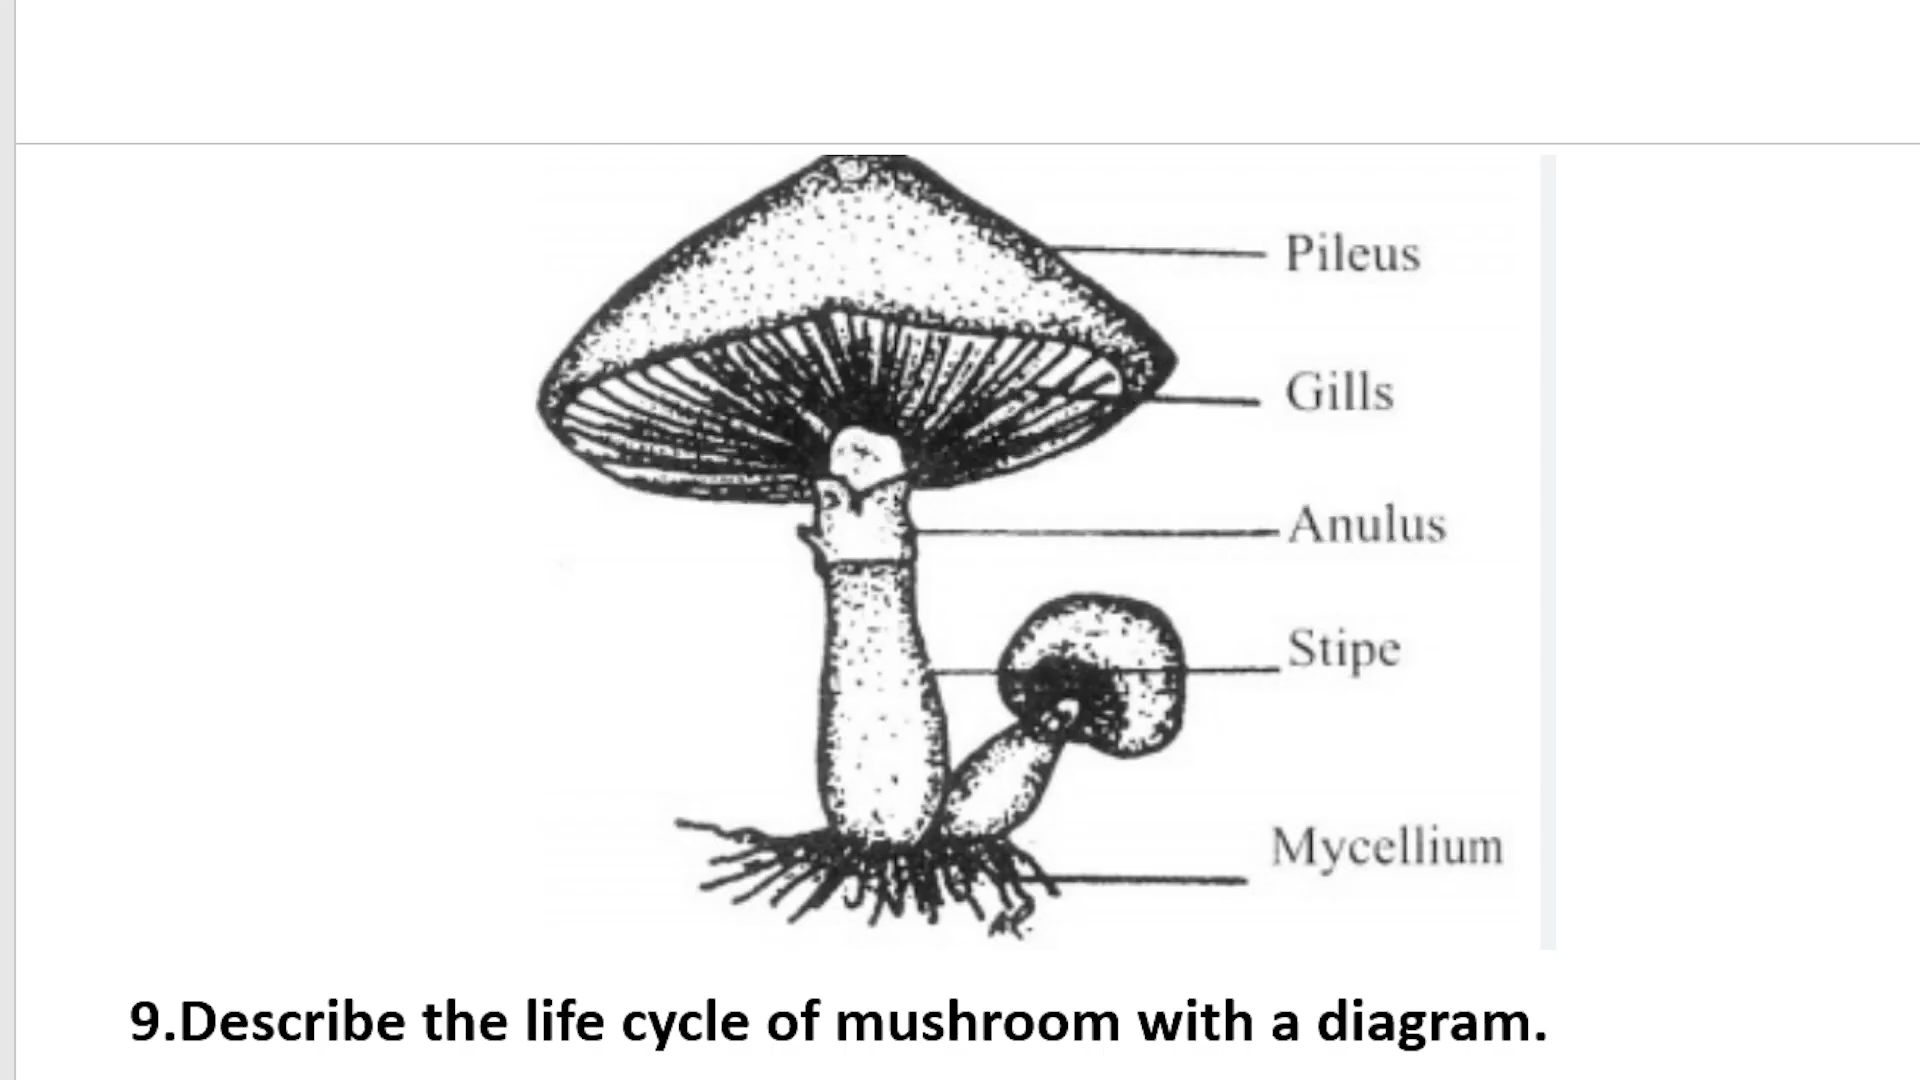 Pileus
Gills
Anulus
Stipe
Mycellium
9.Describe the life cycle of mushroom with a diagram.